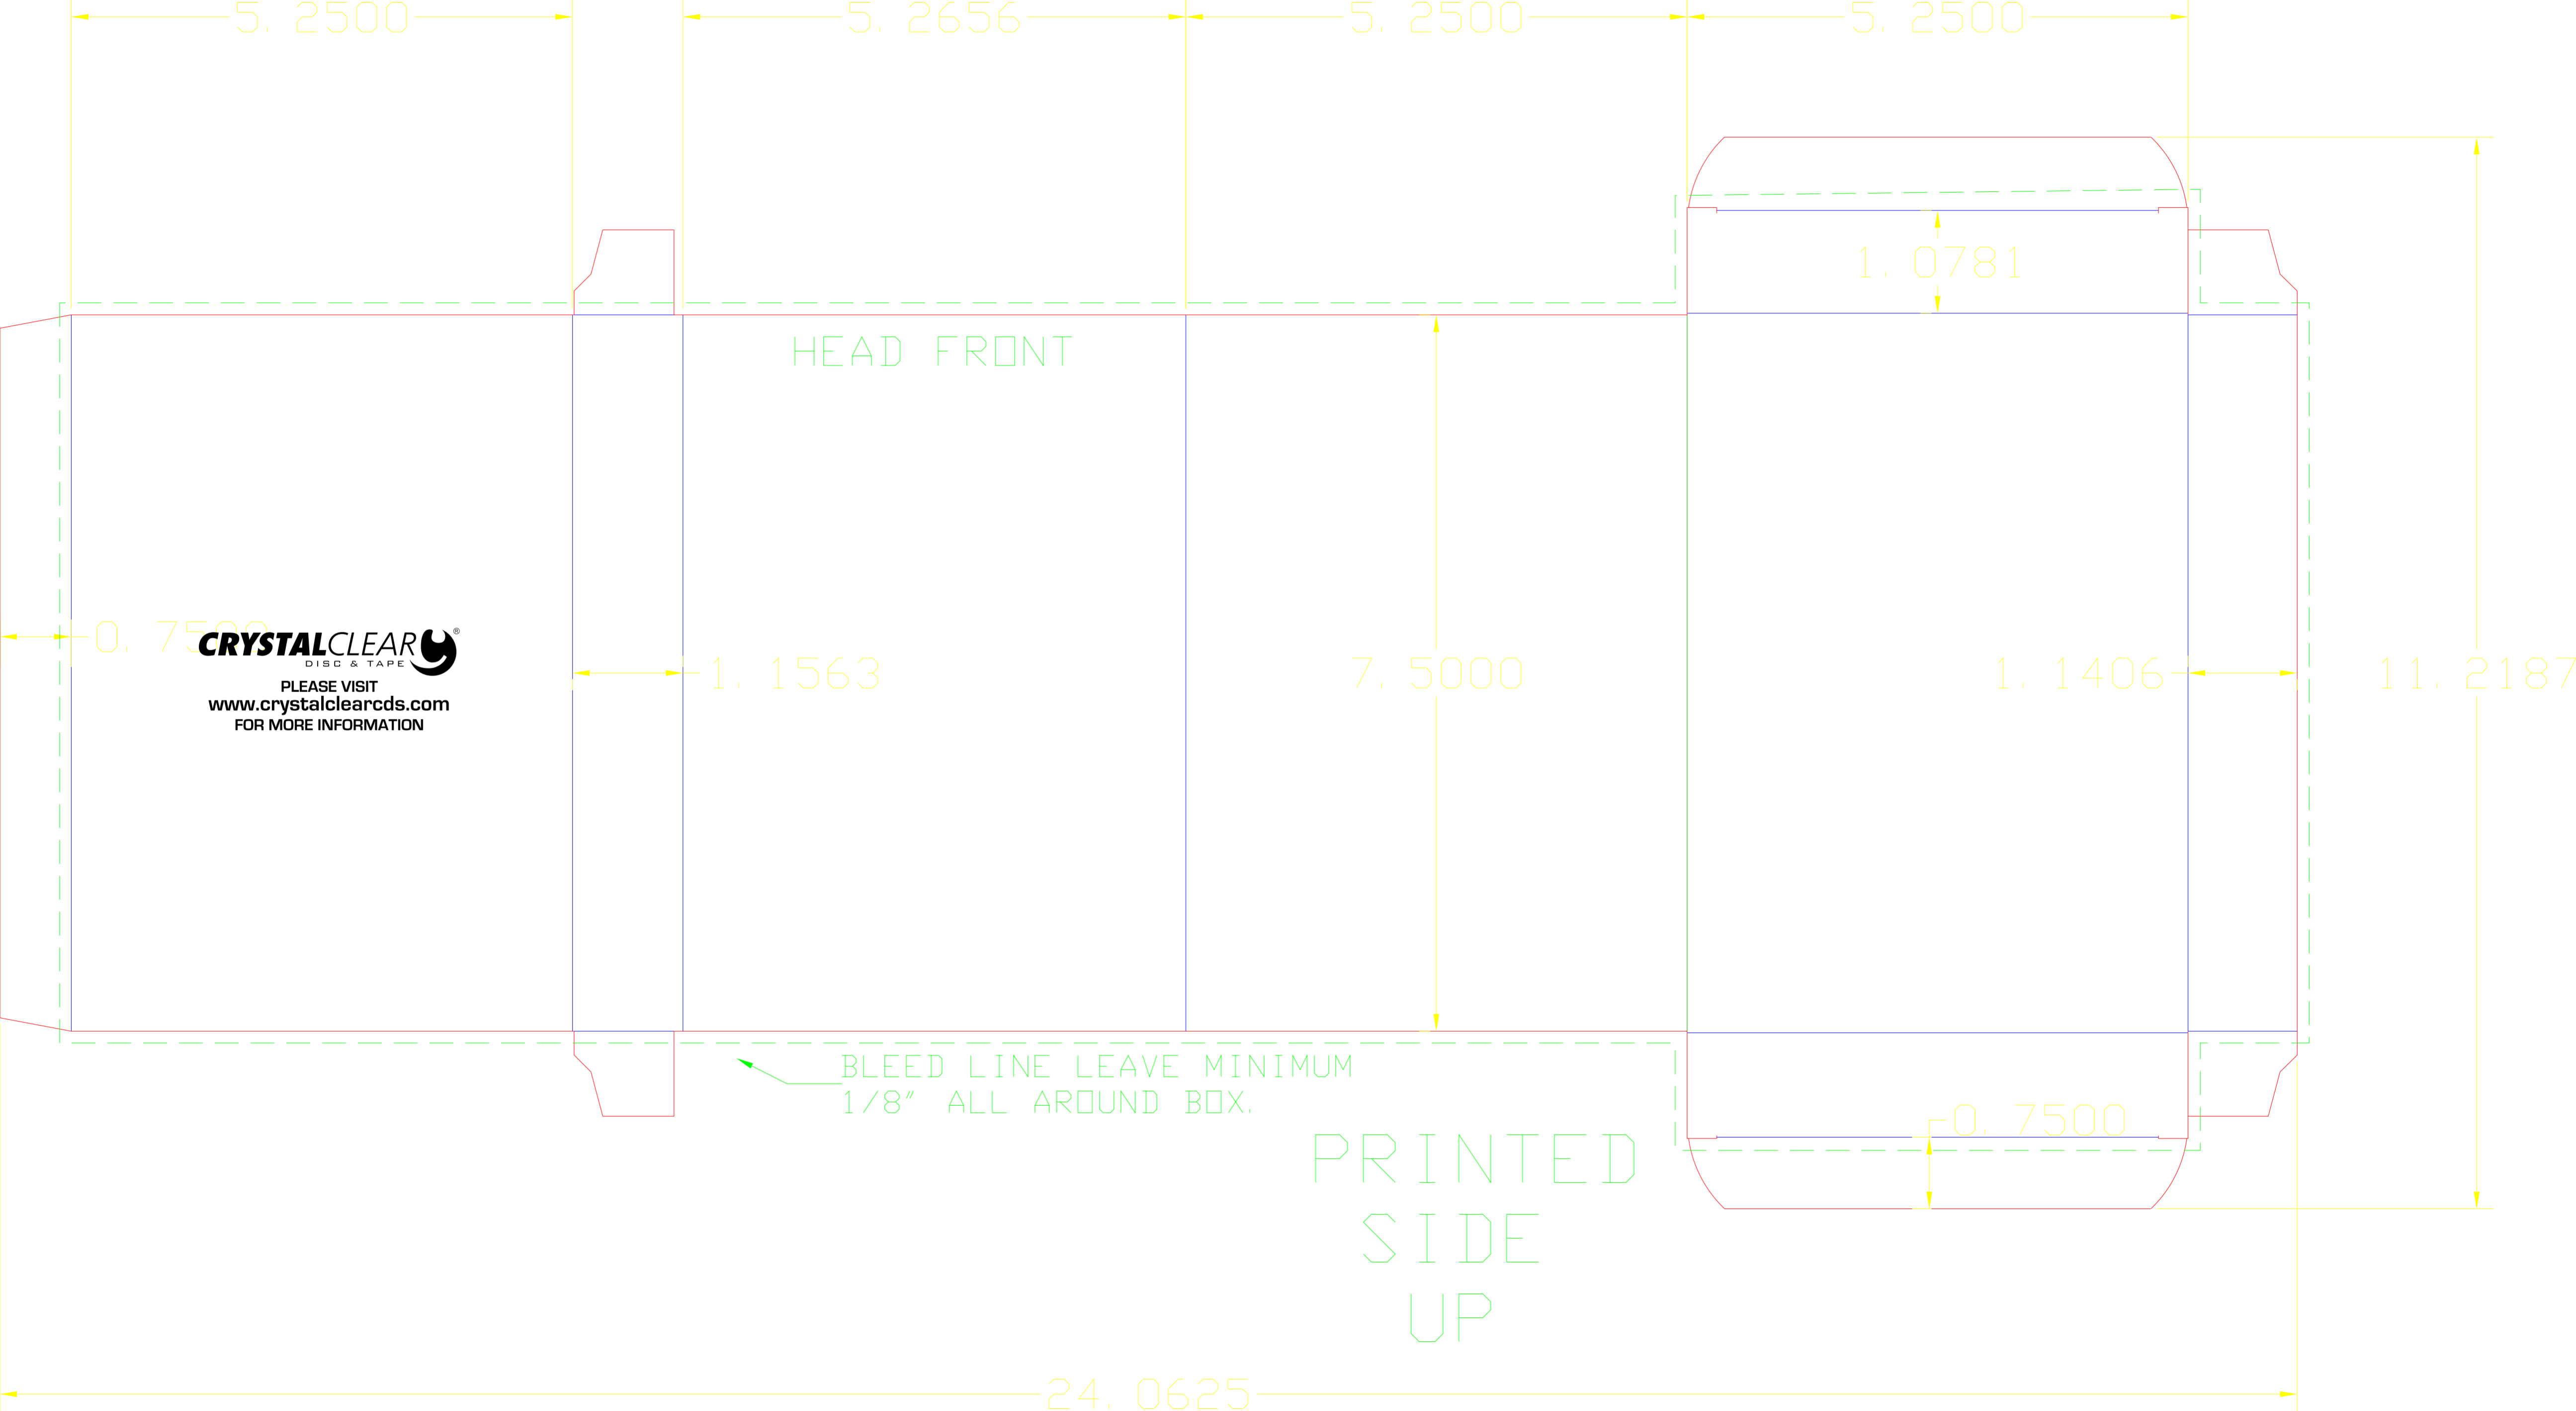 5.2500
5.2656
5.2500
5.2500
1.0781
HEAD FRONT
0.7500
CRYSTALCLEAR®
DISC & TAPE
PLEASE VISIT
www.crystalclearcds.com
FOR MORE INFORMATION
1.1563
7.5000
1.1406
11.2187
BLEED LINE LEAVE MINIMUM
1/8" ALL AROUND BOX.
0.7500
PRINTED
SIDE
UP
24.0625